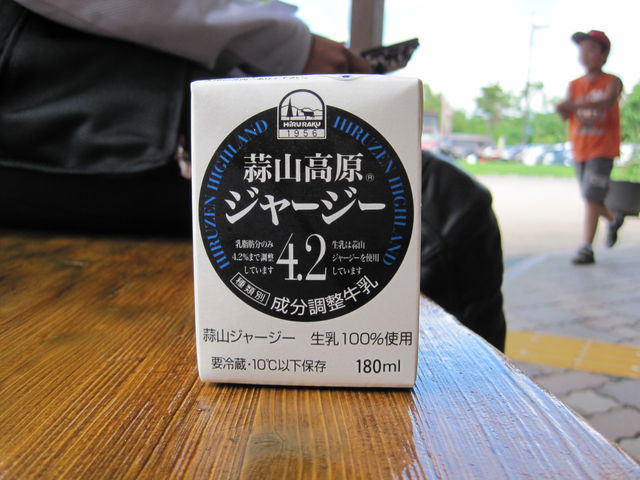 HIRURAKU
1956
HIRUZEN HIGHLAND
HIRUZEN HIGHLAND
蒜山高原®
ジャージー
乳脂肪分のみ
4.2%まで調整
しています
4.2
生乳は蒜山
ジャージーを使用
しています
種類別
成分調整牛乳
蒜山ジャージー 生乳100%使用
要冷蔵・10℃以下保存 180ml